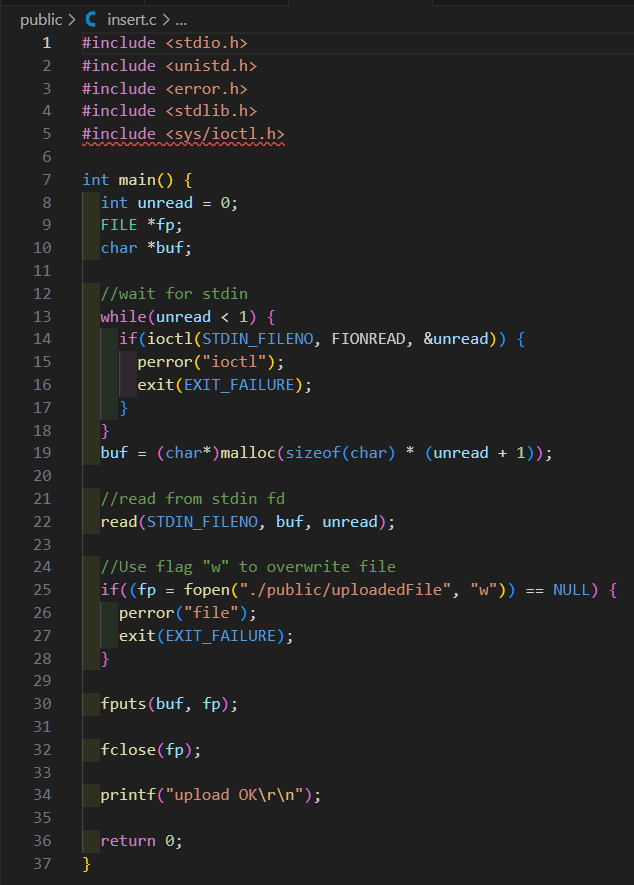 public > insert.c > ...
1 #include <stdio.h>
2 #include <unistd.h>
3 #include <error.h>
4 #include <stdlib.h>
5 #include <sys/ioctl.h>
6
7 int main() {
8   int unread = 0;
9   FILE *fp;
10   char *buf;
11
12   //wait for stdin
13   while(unread < 1) {
14     if(ioctl(STDIN_FILENO, FIONREAD, &unread)) {
15       perror("ioctl");
16       exit(EXIT_FAILURE);
17     }
18   }
19   buf = (char*)malloc(sizeof(char) * (unread + 1));
20
21   //read from stdin fd
22   read(STDIN_FILENO, buf, unread);
23
24   //Use flag "w" to overwrite file
25   if((fp = fopen("./public/uploadedFile", "w")) == NULL) {
26     perror("file");
27     exit(EXIT_FAILURE);
28   }
29
30   fputs(buf, fp);
31
32   fclose(fp);
33
34   printf("upload OK\r\n");
35
36   return 0;
37 }